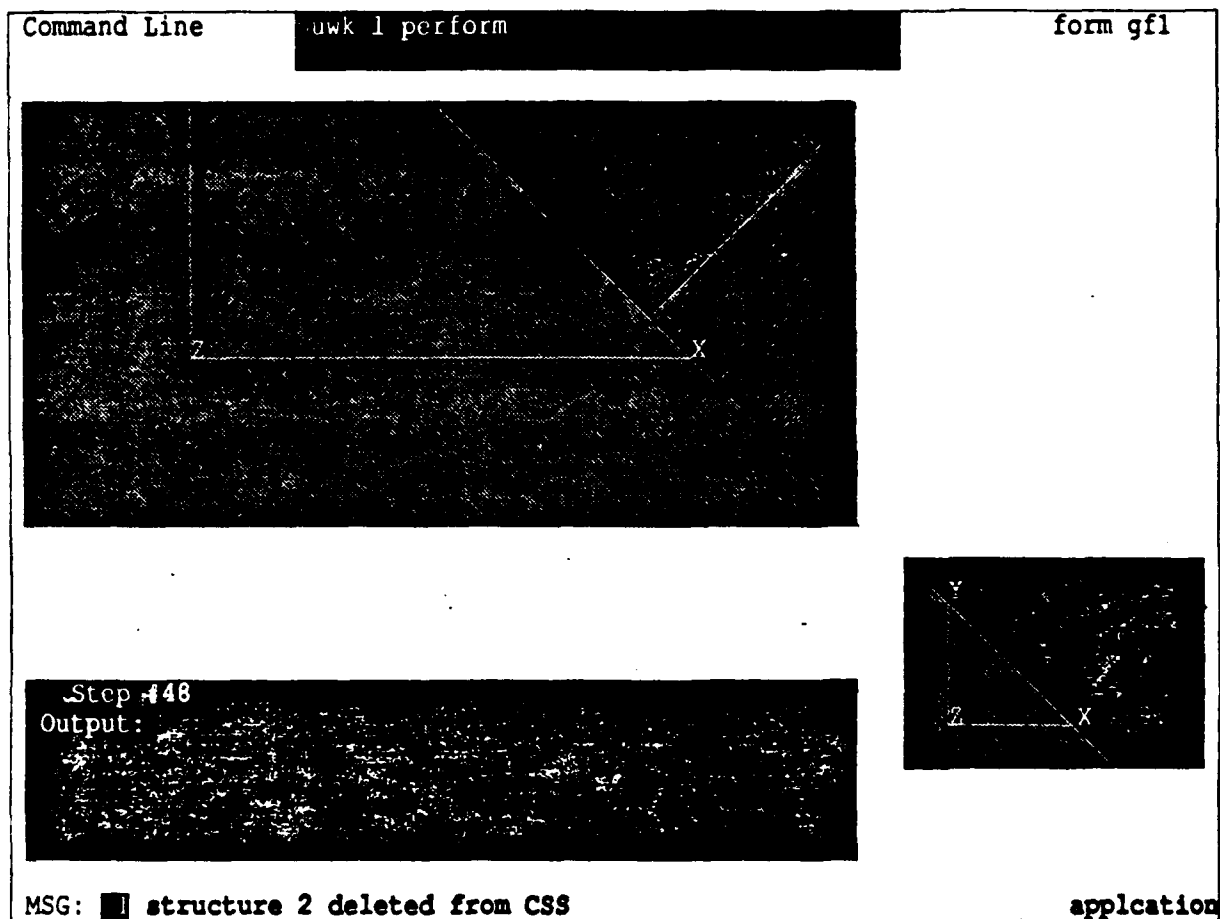 Command Line
uwk 1 perform
form gf1
Z
X
Y
Z
X
Step #48
Output:
MSG: structure 2 deleted from CSS
applcation